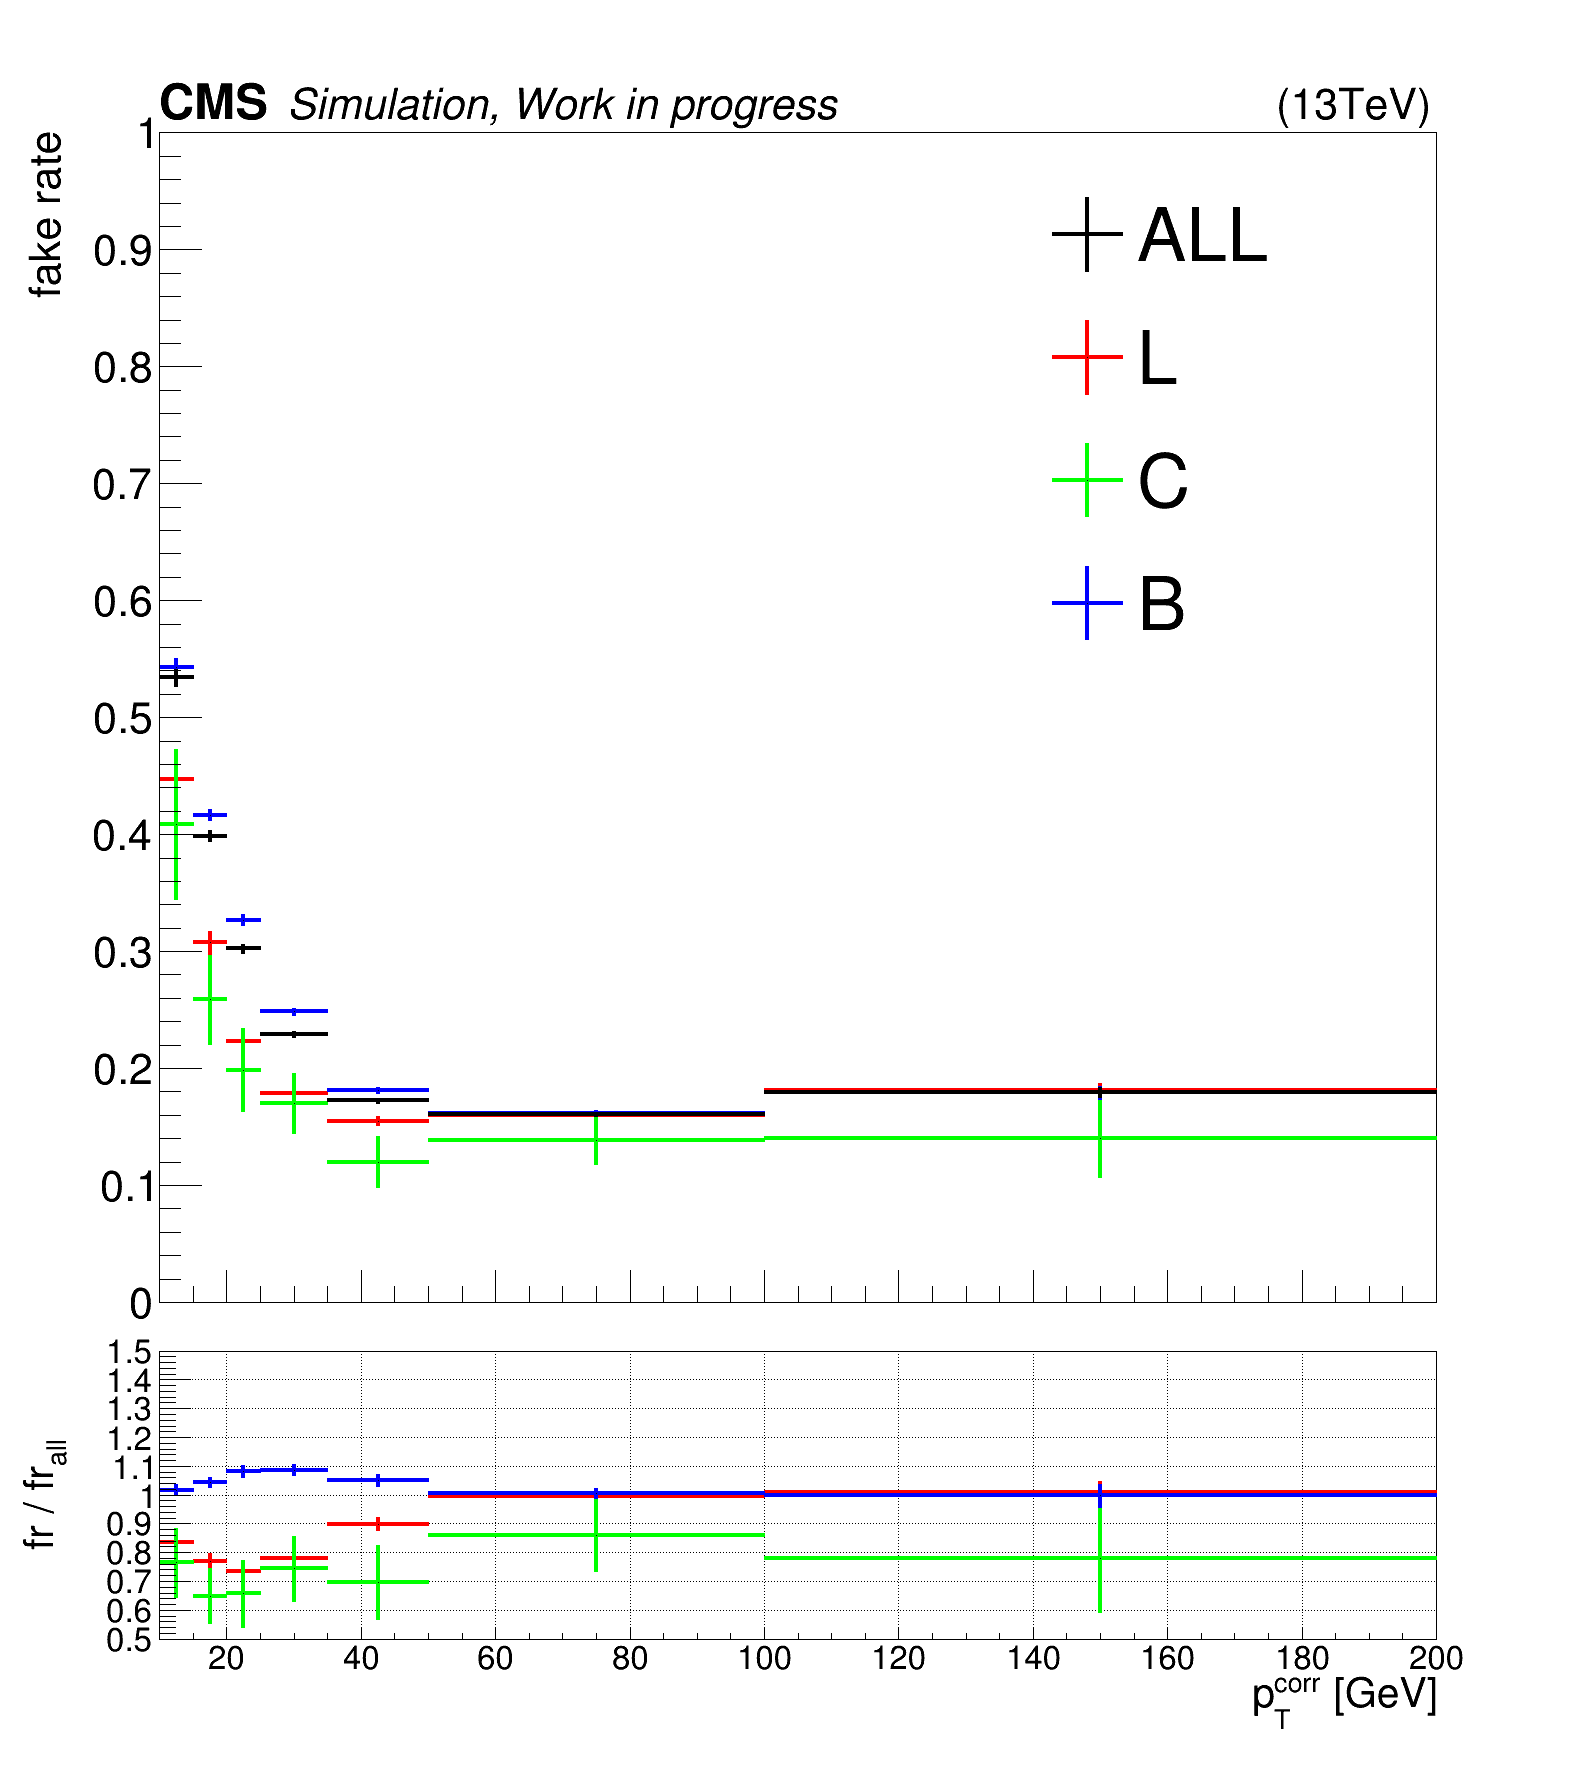 CMS Simulation, Work in progress (13TeV)
fake rate
1
0.9
0.8
0.7
0.6
0.5
0.4
0.3
0.2
0.1
0
ALL
L
C
B
fr / fr_all
1.5
1.4
1.3
1.2
1.1
1
0.9
0.8
0.7
0.6
0.5
20 40 60 80 100 120 140 160 180 200
p_T^corr [GeV]